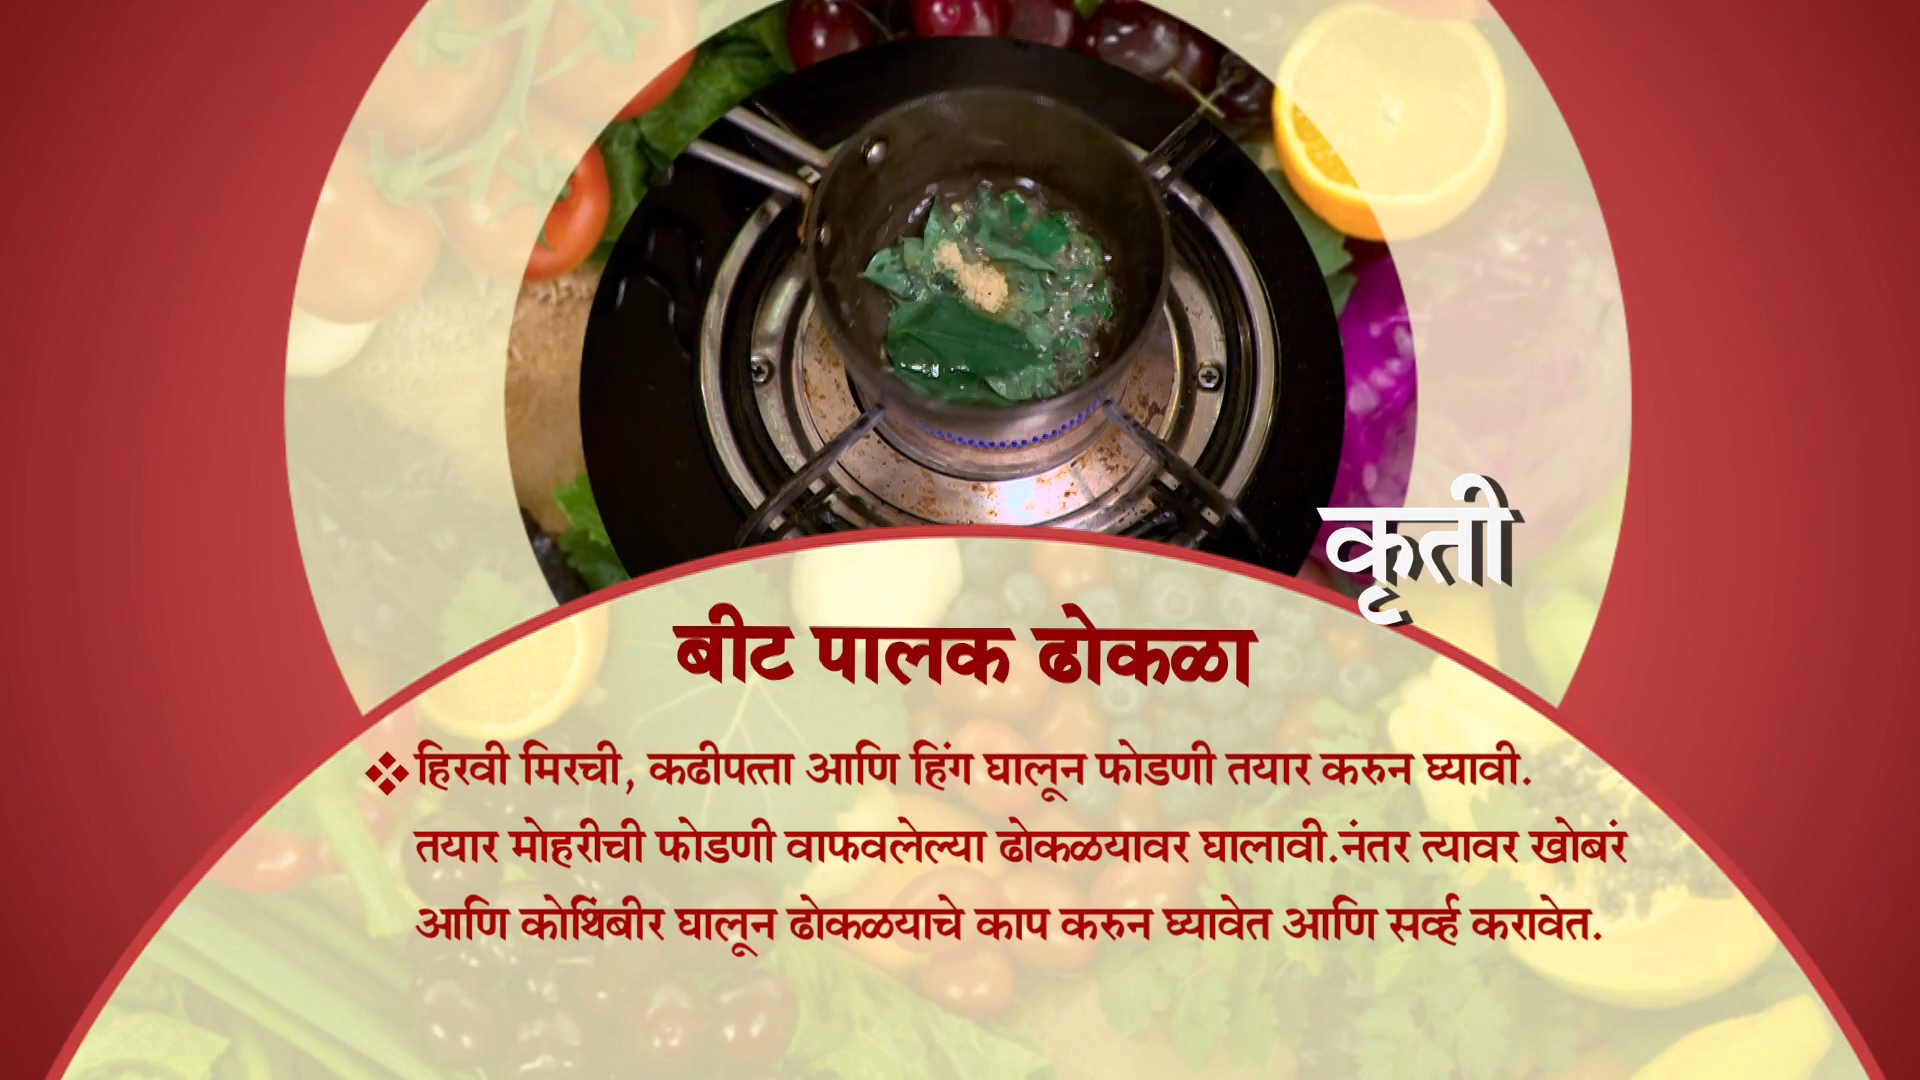 कृती
बीट पालक ढोकळा
❖ हिरवी मिरची, कढीपत्ता आणि हिंग घालून फोडणी तयार करुन घ्यावी.
तयार मोहरीची फोडणी वाफवलेल्या ढोकळयावर घालावी.नंतर त्यावर खोबरं
आणि कोथिंबीर घालून ढोकळयाचे काप करुन घ्यावेत आणि सर्व्ह करावेत.